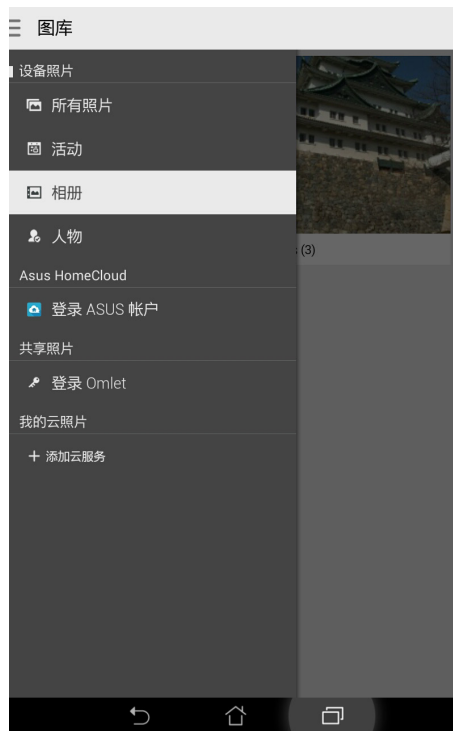 图库
设备照片
所有照片
活动
相册
人物
(3)
Asus HomeCloud
登录 ASUS 帐户
共享照片
登录 Omlet
我的云照片
添加云服务